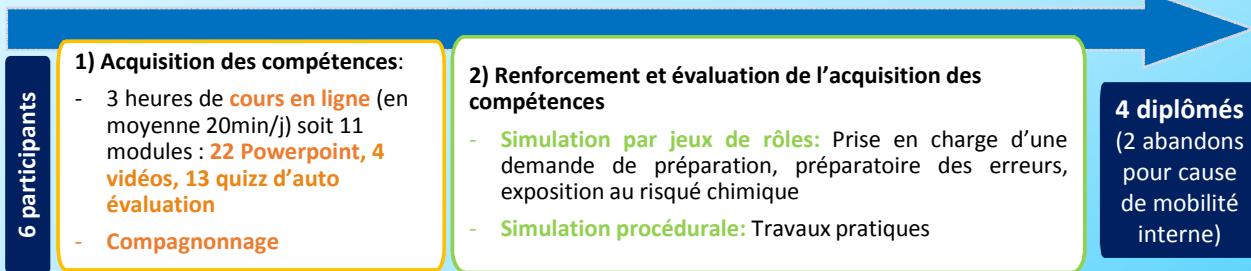 6 participants
1) Acquisition des compétences:
- 3 heures de cours en ligne (en
moyenne 20min/j) soit 11
modules : 22 Powerpoint, 4
vidéos, 13 quizz d'auto
évaluation
- Compagnonnage
2) Renforcement et évaluation de l'acquisition des
compétences
- Simulation par jeux de rôles: Prise en charge d'une
demande de préparation, préparatoire des erreurs,
exposition au risqué chimique
- Simulation procédurale: Travaux pratiques
4 diplômés
(2 abandons
pour cause
de mobilité
interne)